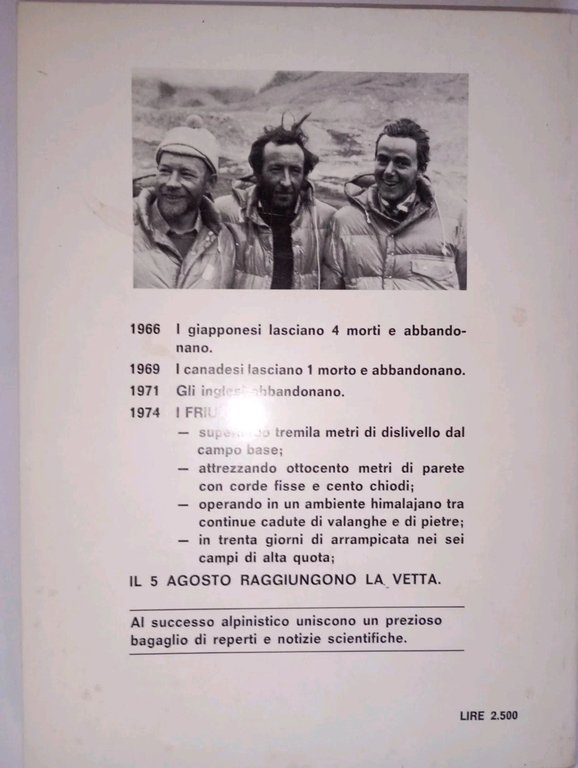 1966 I giapponesi lasciano 4 morti e abbando-
nano.
1969 I canadesi lasciano 1 morto e abbandonano.
1971 Gli inglesi abbandonano.
1974 I
— tremila metri di dislivello dal
campo base;
— attrezzando ottocento metri di parete
con corde fisse e cento chiodi;
— operando in un ambiente himalajano tra
continue cadute di valanghe e di pietre;
— in trenta giorni di arrampicata nei sei
campi di alta quota;
IL 5 AGOSTO RAGGIUNGONO LA VETTA.
Al successo alpinistico uniscono un prezioso
bagaglio di reperti e notizie scientifiche.
LIRE 2.500